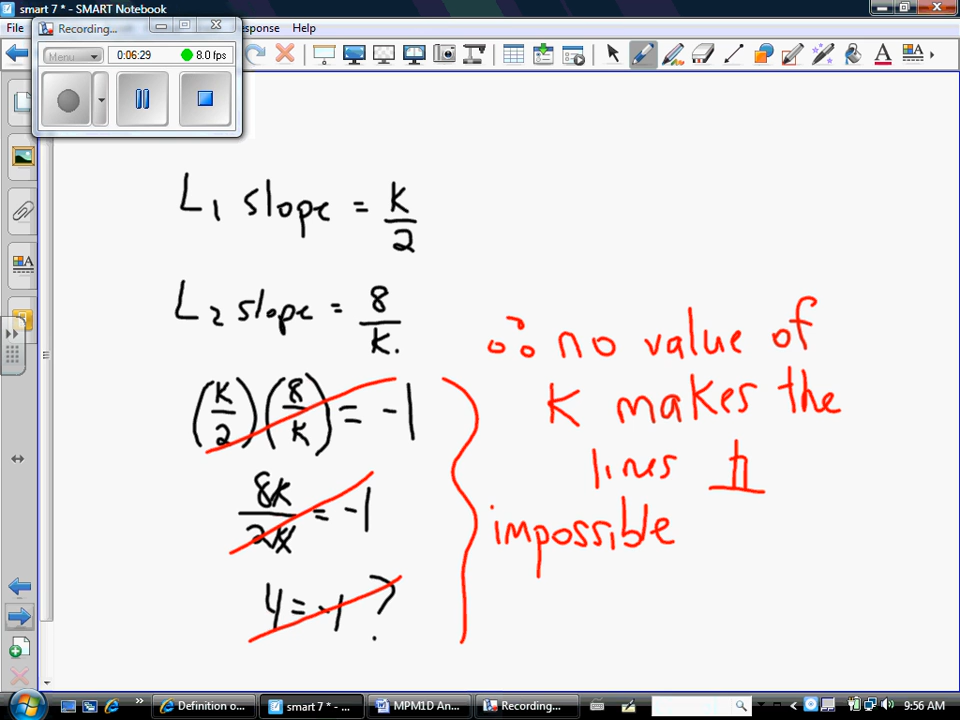 smart 7 * - SMART Notebook
File
esponse Help
Recording...
Menu 0:06:29 8.0 fps
L1 slope = K/2
L2 slope = 8/K.
(K/2)(8/K) = -1
8K/2K = -1
4 = -1 ?
∴ no value of
K makes the
lines ⊥
impossible
Definition o...
smart 7 * - ...
MPM1D An...
Recording...
9:56 AM